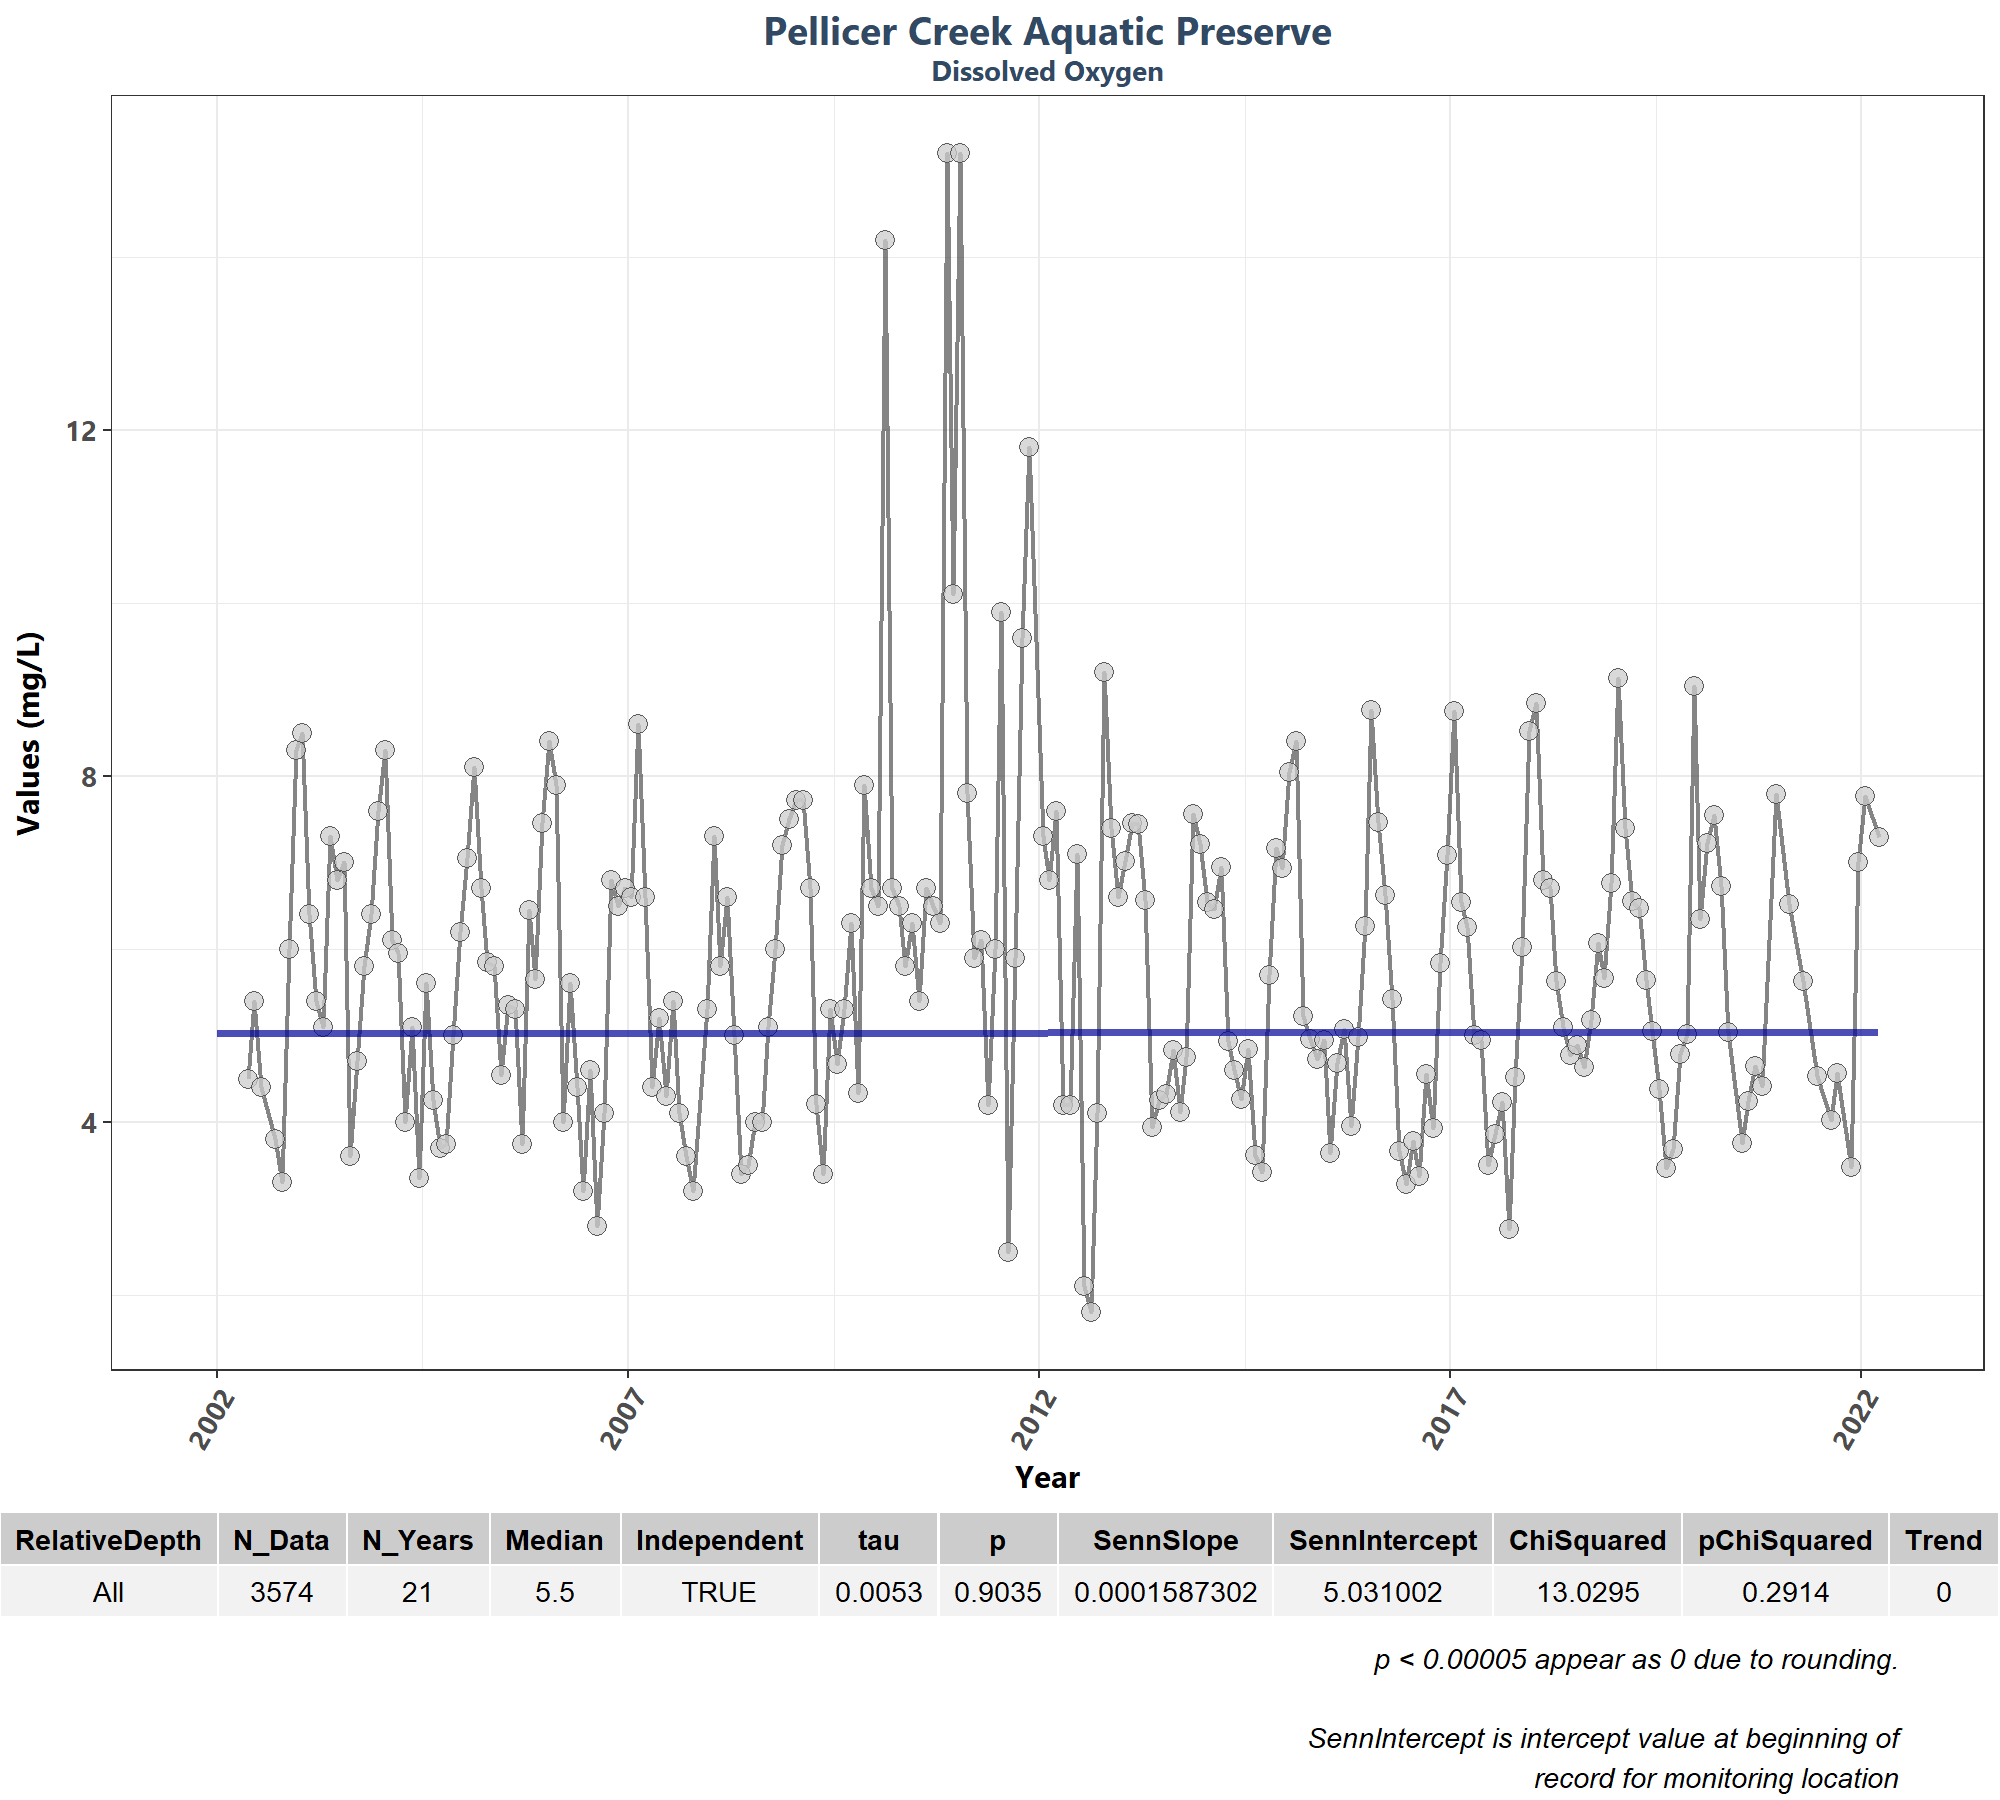 Pellicer Creek Aquatic Preserve
Dissolved Oxygen
Values (mg/L)
12
8
4
2002 2007 2012 2017 2022
Year
RelativeDepth N_Data N_Years Median Independent tau p SennSlope SennIntercept ChiSquared pChiSquared Trend
All 3574 21 5.5 TRUE 0.0053 0.9035 0.0001587302 5.031002 13.0295 0.2914 0
p < 0.00005 appear as 0 due to rounding.
SennIntercept is intercept value at beginning of
record for monitoring location